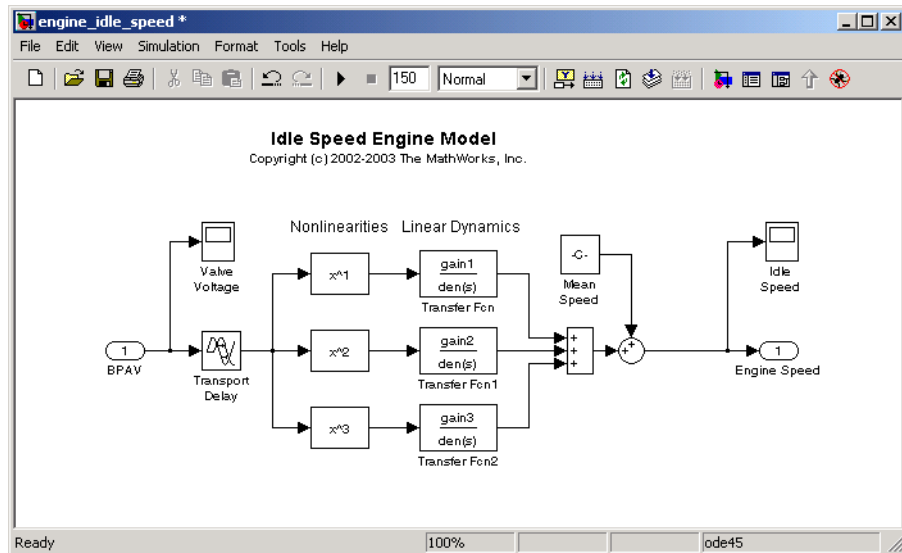 engine_idle_speed *
File Edit View Simulation Format Tools Help
150 Normal
Idle Speed Engine Model
Copyright (c) 2002-2003 The MathWorks, Inc.
Nonlinearities Linear Dynamics
Valve
Voltage
x^1
gain1
den(s)
Transfer Fcn
-C-
Mean
Speed
Idle
Speed
1
BPAV
Transport
Delay
x^2
gain2
den(s)
Transfer Fcn1
+
+
+
+
+
1
Engine Speed
x^3
gain3
den(s)
Transfer Fcn2
Ready 100% ode45